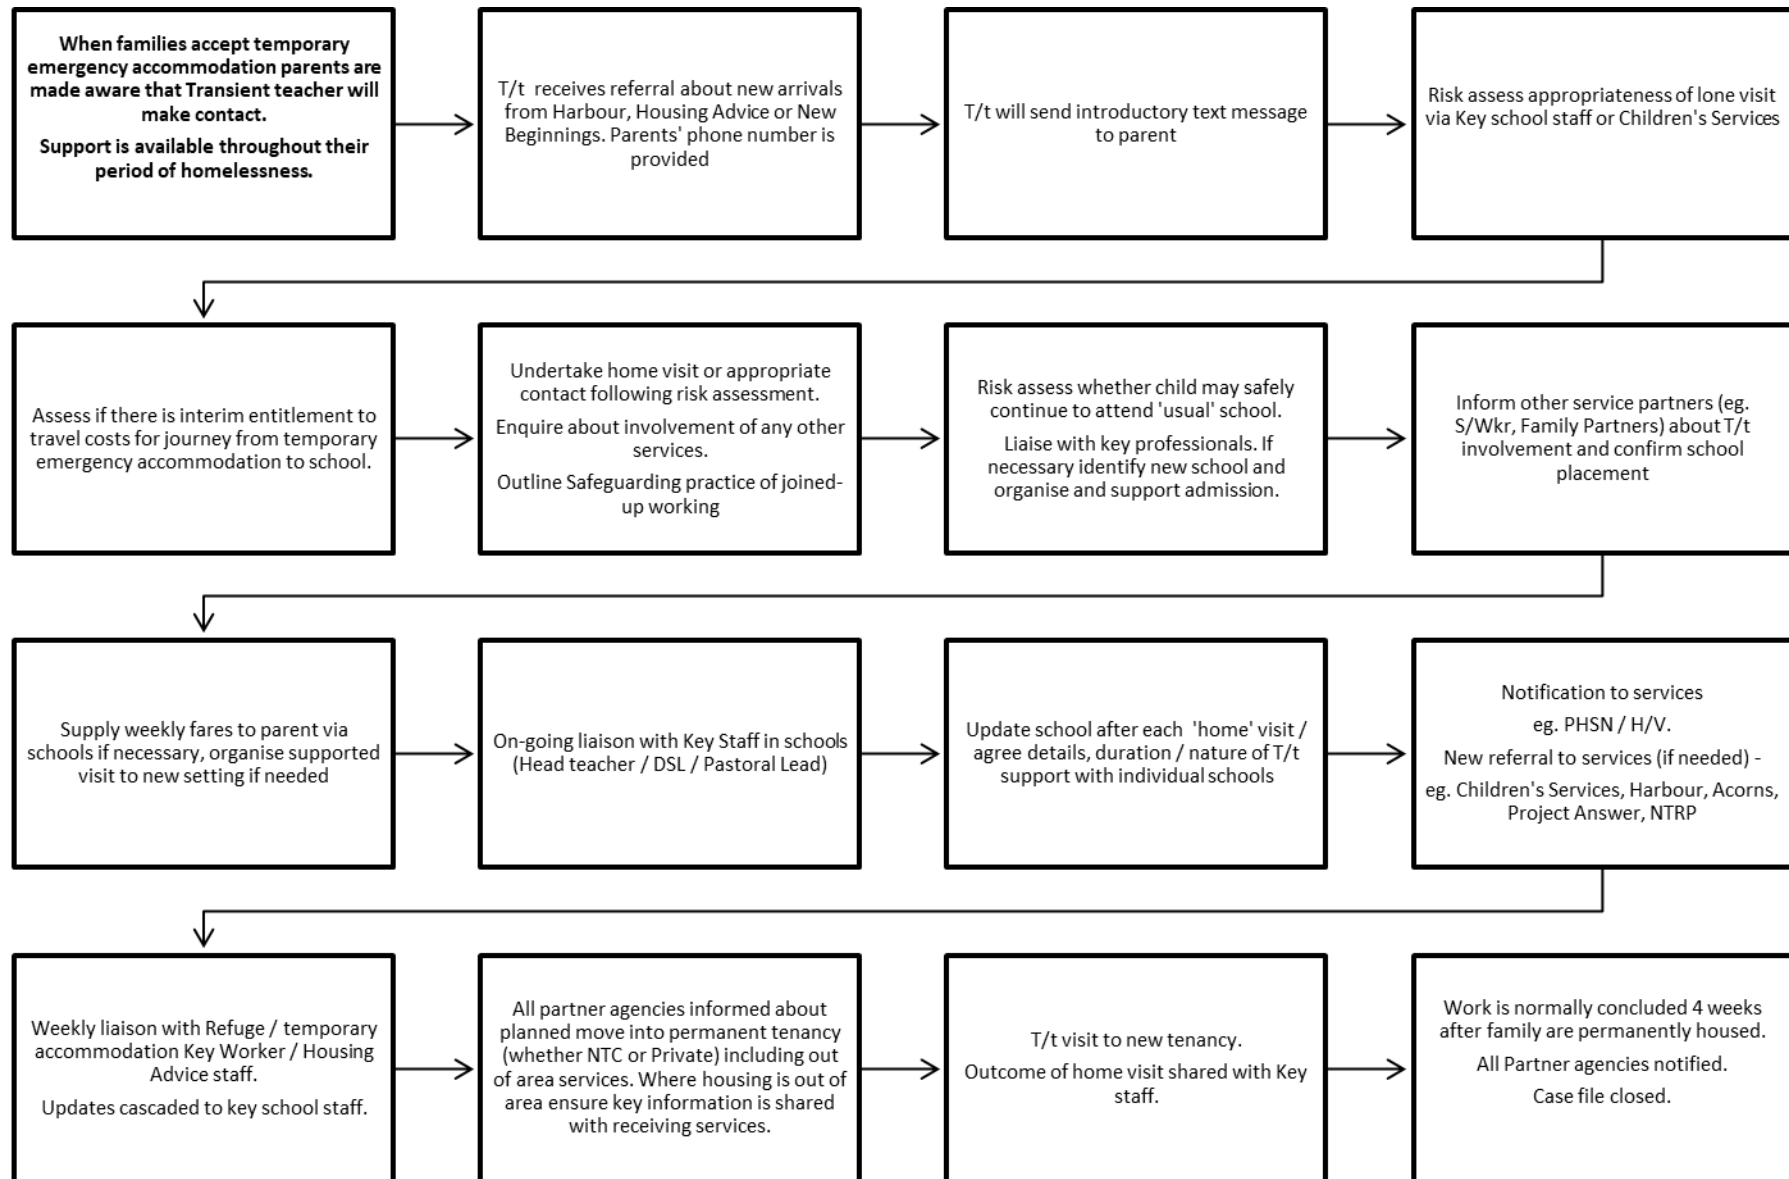 When families accept temporary
emergency accommodation parents are
made aware that Transient teacher will
make contact.
Support is available throughout their
period of homelessness.
T/t receives referral about new arrivals
from Harbour, Housing Advice or New
Beginnings. Parents' phone number is
provided
T/t will send introductory text message
to parent
Risk assess appropriateness of lone visit
via Key school staff or Children's Services
Assess if there is interim entitlement to
travel costs for journey from temporary
emergency accommodation to school.
Undertake home visit or appropriate
contact following risk assessment.
Enquire about involvement of any other
services.
Outline Safeguarding practice of joined-
up working
Risk assess whether child may safely
continue to attend 'usual' school.
Liaise with key professionals. If
necessary identify new school and
organise and support admission.
Inform other service partners (eg.
S/Wkr, Family Partners) about T/t
involvement and confirm school
placement
Supply weekly fares to parent via
schools if necessary, organise supported
visit to new setting if needed
On-going liaison with Key Staff in schools
(Head teacher / DSL / Pastoral Lead)
Update school after each 'home' visit /
agree details, duration / nature of T/t
support with individual schools
Notification to services
eg. PHSN / H/V.
New referral to services (if needed) -
eg. Children's Services, Harbour, Acorns,
Project Answer, NTRP
Weekly liaison with Refuge / temporary
accommodation Key Worker / Housing
Advice staff.
Updates cascaded to key school staff.
All partner agencies informed about
planned move into permanent tenancy
(whether NTC or Private) including out
of area services. Where housing is out of
area ensure key information is shared
with receiving services.
T/t visit to new tenancy.
Outcome of home visit shared with Key
staff.
Work is normally concluded 4 weeks
after family are permanently housed.
All Partner agencies notified.
Case file closed.